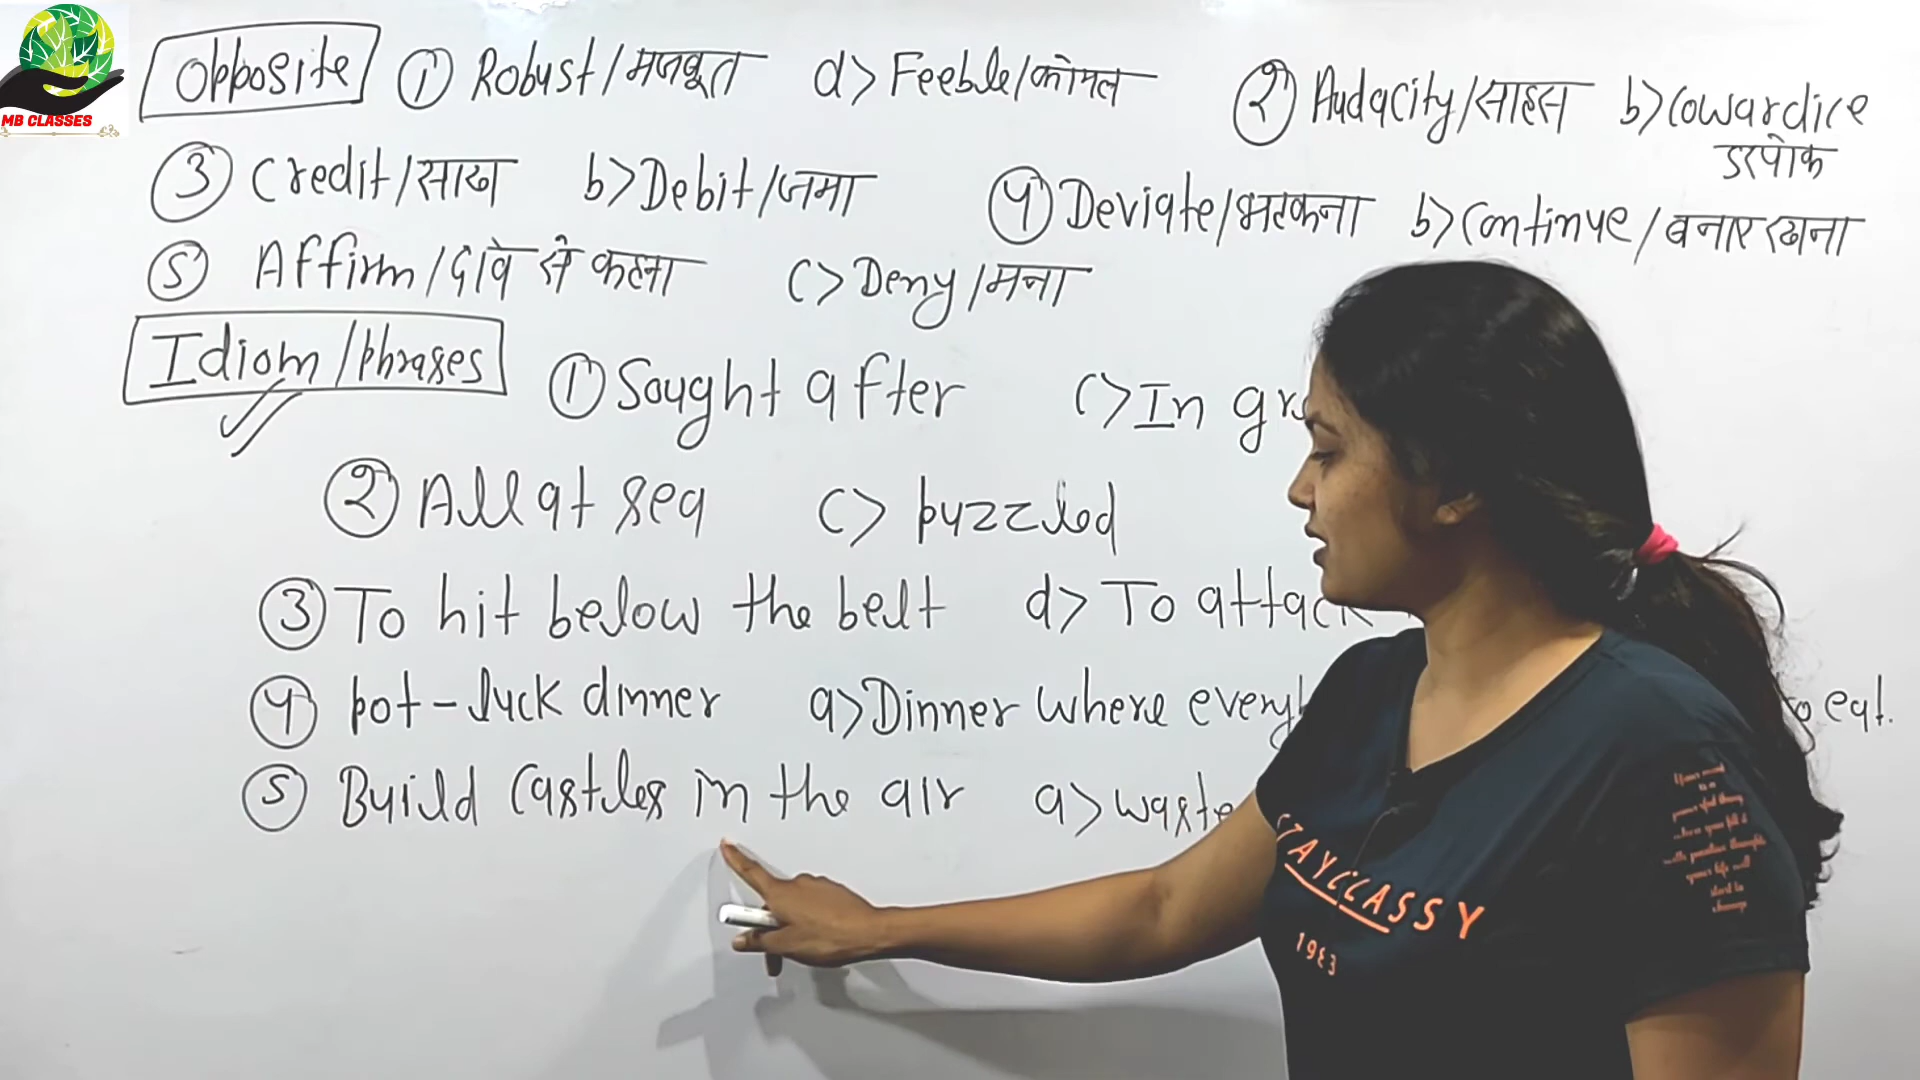 MB CLASSES
Opposite ① Robust/मजबूत d> Feeble/कोमल ② Audacity/साहस b> cowardice
डरपोक
③ Credit/साख b> Debit/जमा ④ Deviate/भटकना b> Continue/बनाए रखना
⑤ Affirm/दावे से कहना c> Deny/मना
Idiom/Phrases ① Sought after c> In
② All at sea c> puzzled
③ To hit below the belt d> To attack
④ pot-luck dinner a> Dinner where eat.
⑤ Build Castles in the air a> waste
STAYCLASSY
1983